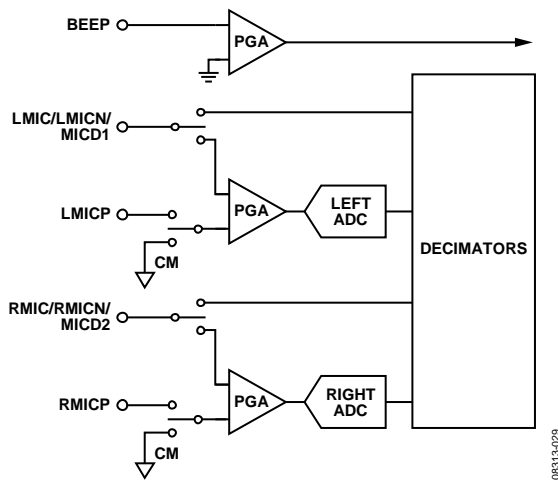 BEEP
PGA
LMIC/LMICN/
MICD1
LMICP
CM
PGA
LEFT
ADC
DECIMATORS
RMIC/RMICN/
MICD2
RMICP
CM
PGA
RIGHT
ADC
08313-029